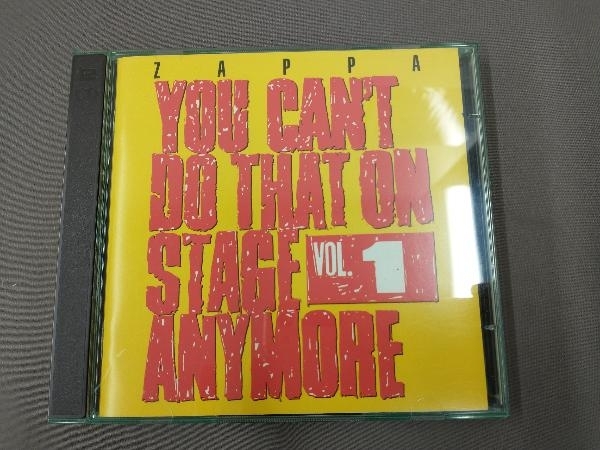 ZAPPA
YOU CAN'T
DO THAT ON
STAGE VOL. 1
ANYMORE